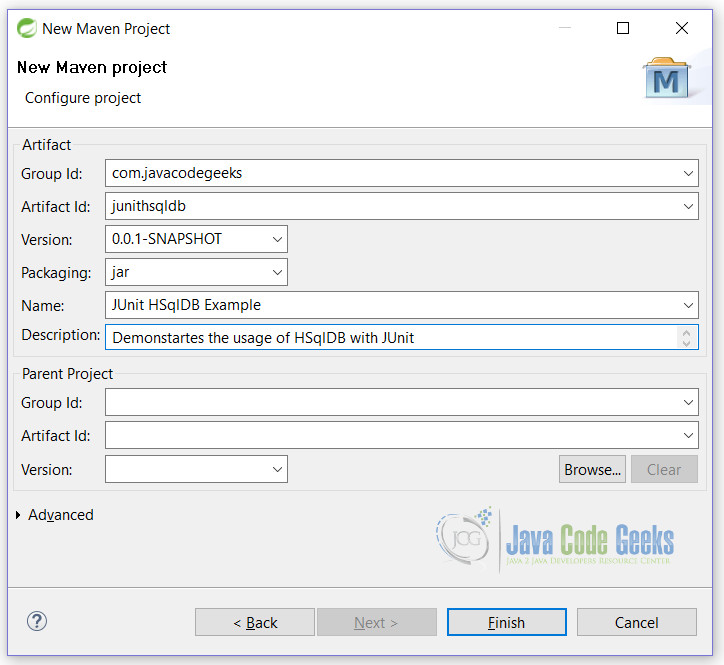 New Maven Project
New Maven project
Configure project
M
Artifact
Group Id: com.javacodegeeks
Artifact Id: junithsqldb
Version: 0.0.1-SNAPSHOT
Packaging: jar
Name: JUnit HSqlDB Example
Description: Demonstartes the usage of HSqlDB with JUnit
Parent Project
Group Id:
Artifact Id:
Version: Browse... Clear
Advanced
JCG Java Code Geeks
Java 2 Java Developers Resource Center
? < Back Next > Finish Cancel